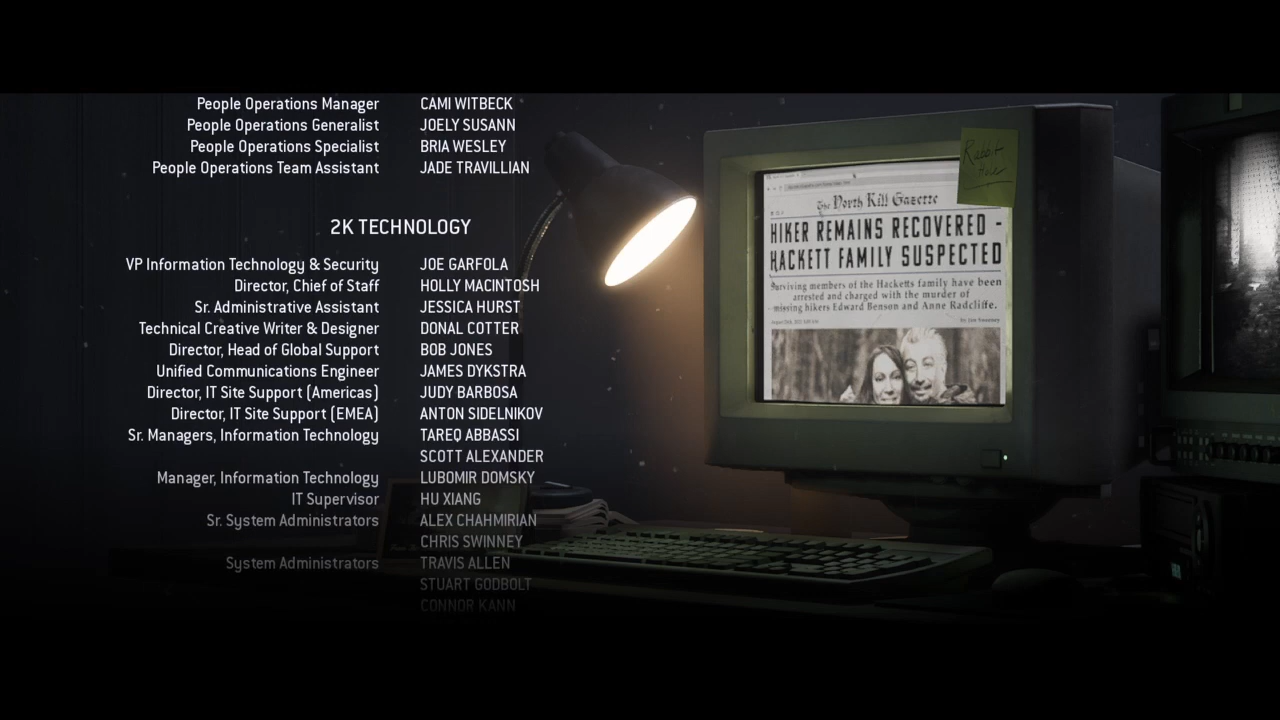 People Operations Manager CAMI WITBECK
People Operations Generalist JOELY SUSANN
People Operations Specialist BRIA WESLEY
People Operations Team Assistant JADE TRAVILLIAN
2K TECHNOLOGY
VP Information Technology & Security JOE GARFOLA
Director, Chief of Staff HOLLY MACINTOSH
Sr. Administrative Assistant JESSICA HURST
Technical Creative Writer & Designer DONAL COTTER
Director, Head of Global Support BOB JONES
Unified Communications Engineer JAMES DYKSTRA
Director, IT Site Support (Americas) JUDY BARBOSA
Director, IT Site Support (EMEA) ANTON SIDELNIKOV
Sr. Managers, Information Technology TAREQ ABBASSI
SCOTT ALEXANDER
Manager, Information Technology LUBOMIR DOMSKY
IT Supervisor HU XIANG
Sr. System Administrators ALEX CHAHMIRIAN
CHRIS SWINNEY
System Administrators TRAVIS ALLEN
STUART GODBOLT
CONNOR KANN
Rabbit
Hole
The North Kill Gazette
HIKER REMAINS RECOVERED -
HACKETT FAMILY SUSPECTED
Surviving members of the Hacketts family have been
arrested and charged with the murder of
missing hikers Edward Benson and Anne Radcliffe.